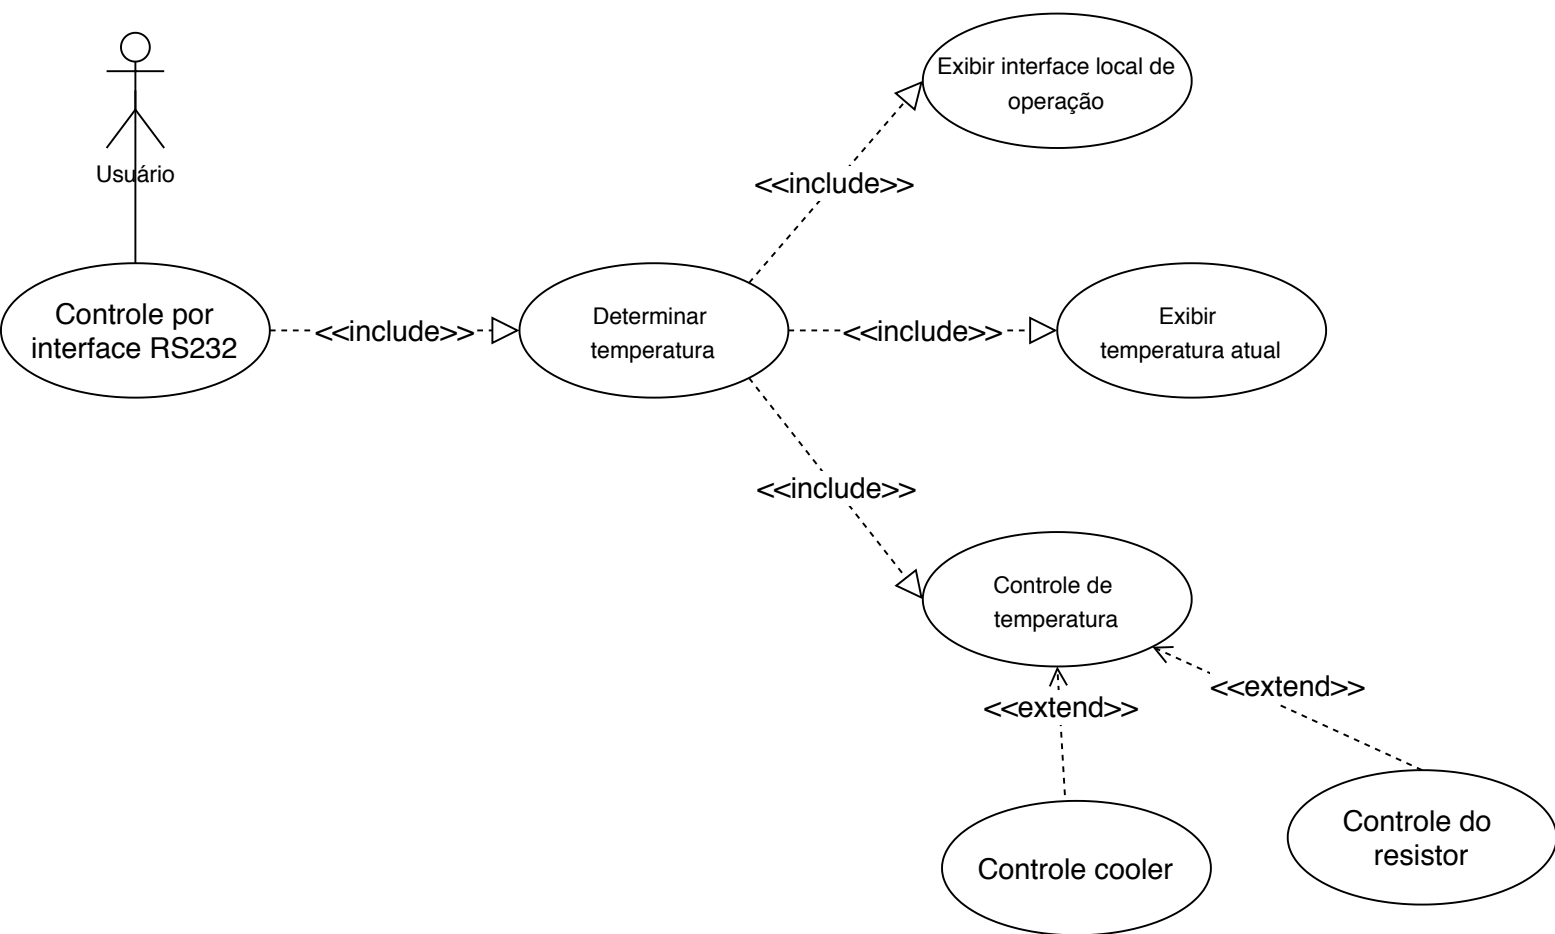 Exibir interface local de
operação
Usuário
<<include>>
Controle por
interface RS232
<<include>>
Determinar
temperatura
<<include>>
Exibir
temperatura atual
<<include>>
Controle de
temperatura
<<extend>>
<<extend>>
Controle do
resistor
Controle cooler